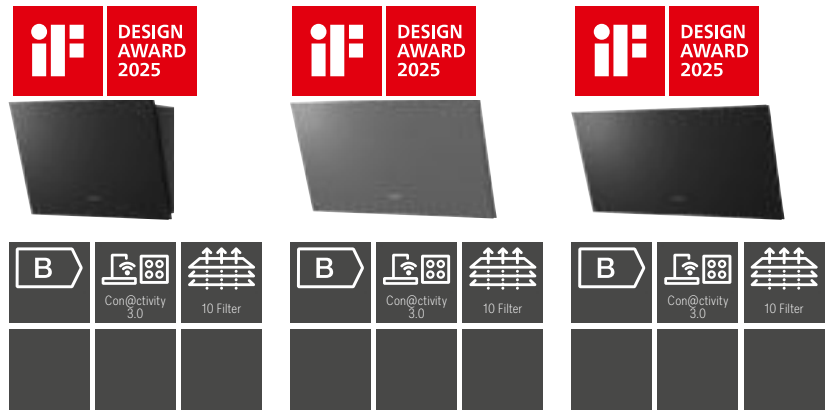 iF DESIGN
AWARD
2025
iF DESIGN
AWARD
2025
iF DESIGN
AWARD
2025
B
Con@ctivity
3.0
10 Filter
B
Con@ctivity
3.0
10 Filter
B
Con@ctivity
3.0
10 Filter